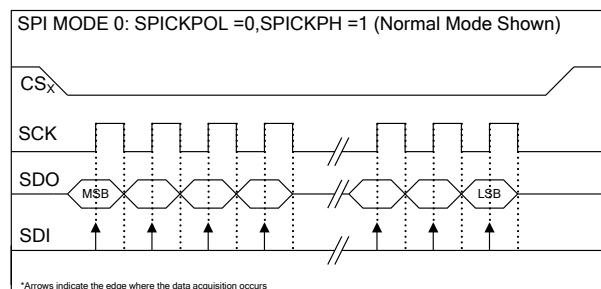 SPI MODE 0: SPICKPOL =0,SPICKPH =1 (Normal Mode Shown)
CSX
SCK
SDO
MSB
LSB
SDI
*Arrows indicate the edge where the data acquisition occurs